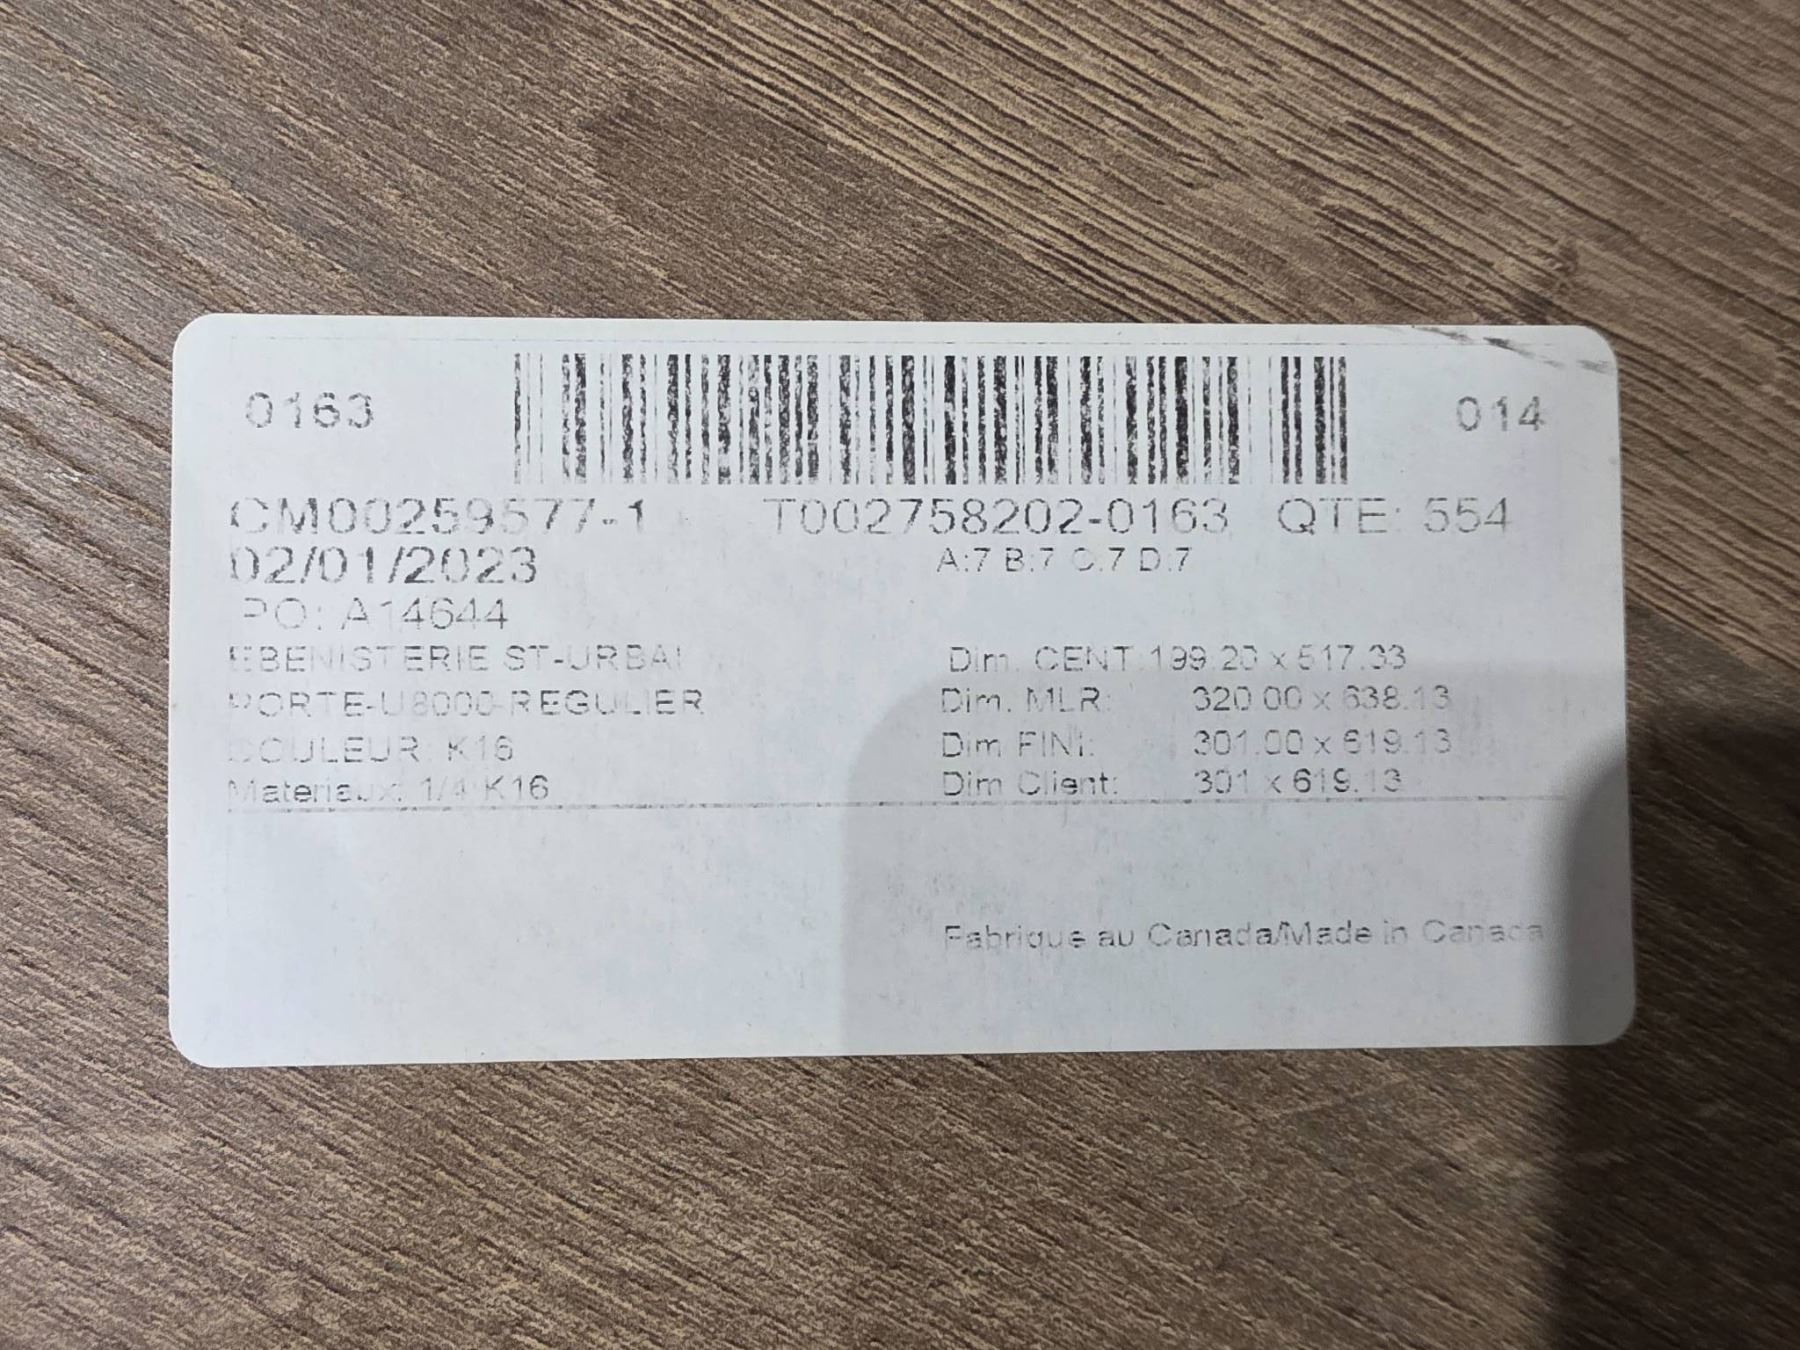 0163 014
CM00259577-1 T002758202-0163 QTE: 554
02/01/2023 A:7 B:7 C:7 D:7
PO: A14644
EBENISTERIE ST-URBAI Dim. CENT:199.20 x 517.33
PORTE-U8000-REGULIER Dim. MLR: 320.00 x 638.13
COULEUR: K16 Dim FINI: 301.00 x 619.13
Materiaux: 1/4 K16 Dim Client: 301 x 619.13
Fabrique au Canada/Made in Canada